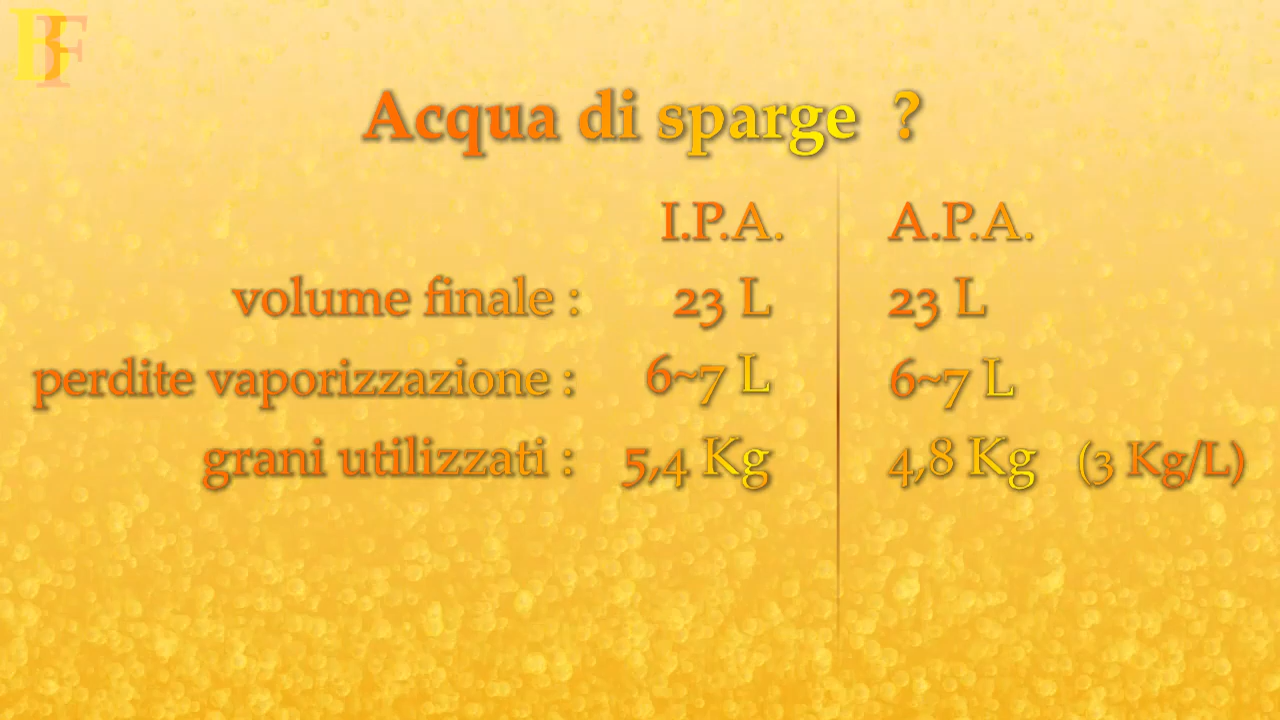 BF
Acqua di sparge ?
I.P.A. A.P.A.
volume finale : 23 L 23 L
perdite vaporizzazione : 6~7 L 6~7 L
grani utilizzati : 5,4 Kg 4,8 Kg (3 Kg/L)